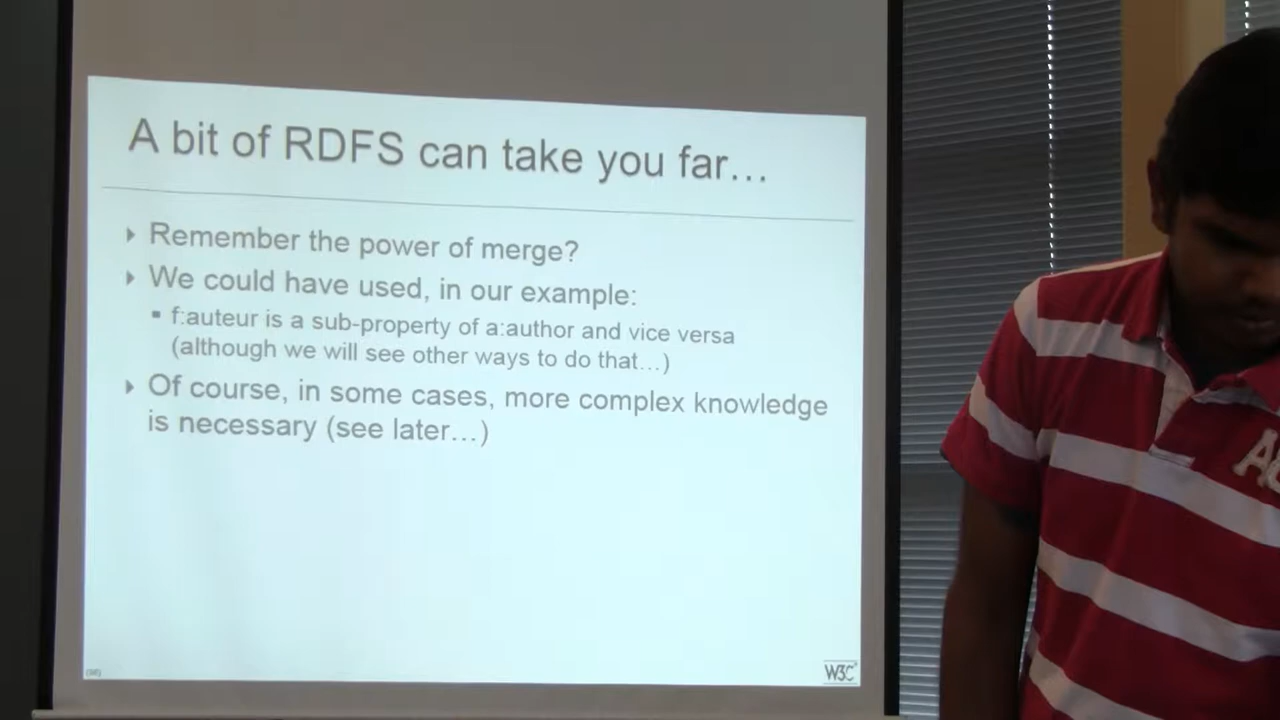 A bit of RDFS can take you far…
Remember the power of merge?
We could have used, in our example:
f:auteur is a sub-property of a:author and vice versa
(although we will see other ways to do that…)
Of course, in some cases, more complex knowledge
is necessary (see later…)
W3C